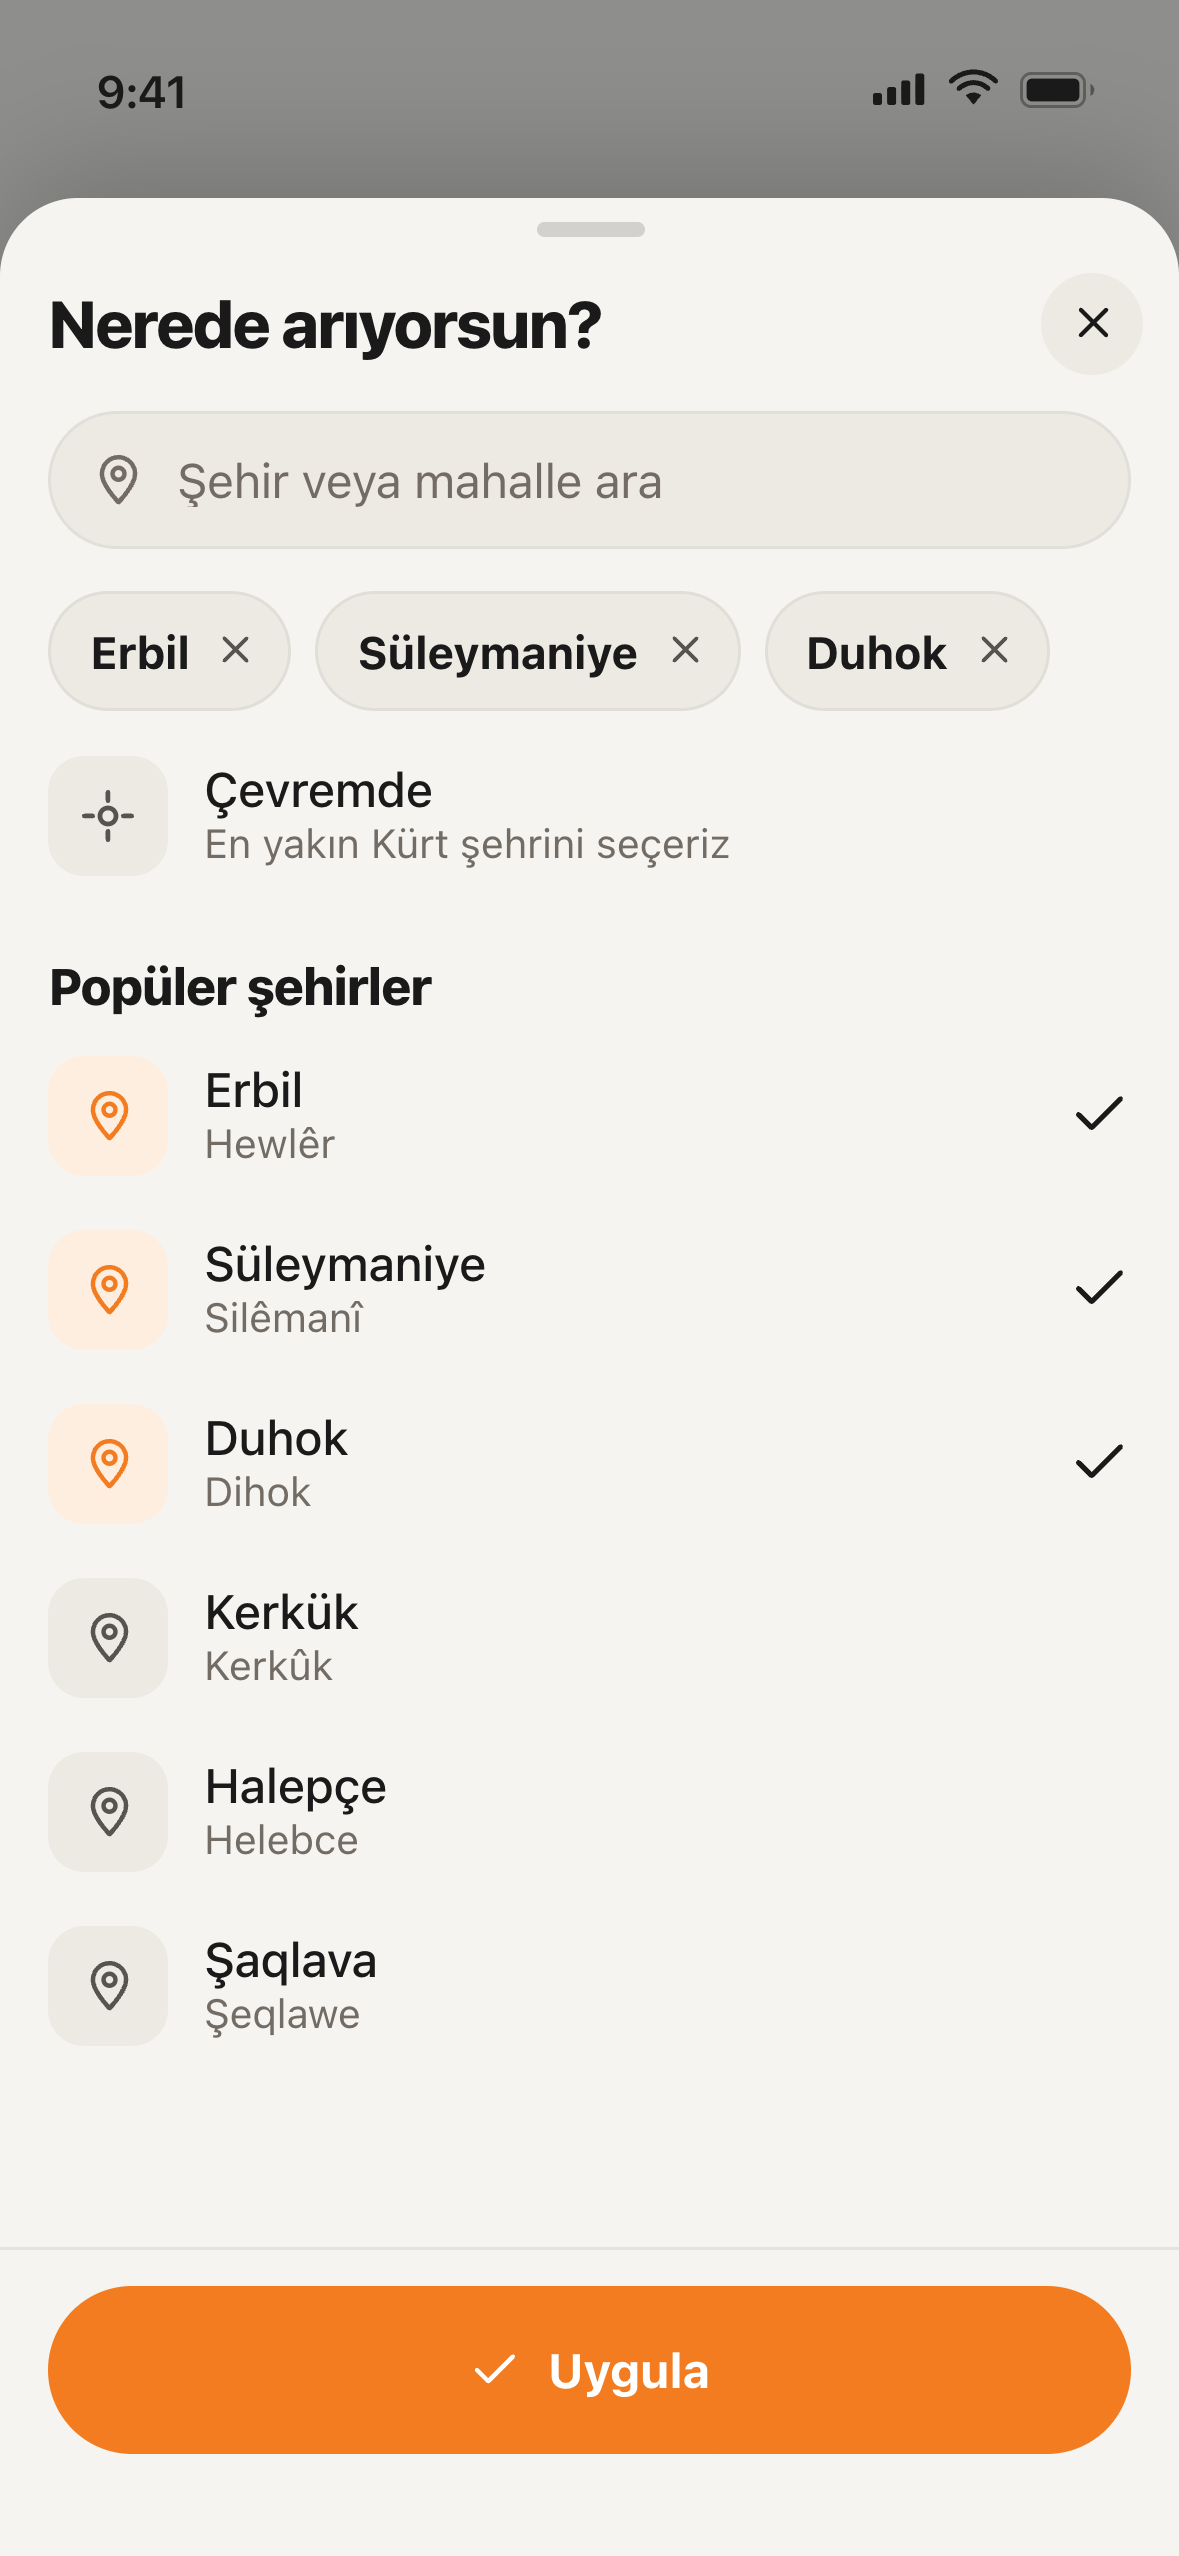 9:41
Nerede arıyorsun?
Şehir veya mahalle ara
Erbil Süleymaniye Duhok
Çevremde
En yakın Kürt şehrini seçeriz
Popüler şehirler
Erbil
Hewlêr
Süleymaniye
Silêmanî
Duhok
Dihok
Kerkük
Kerkûk
Halepçe
Helebce
Şaqlava
Şeqlawe
Uygula